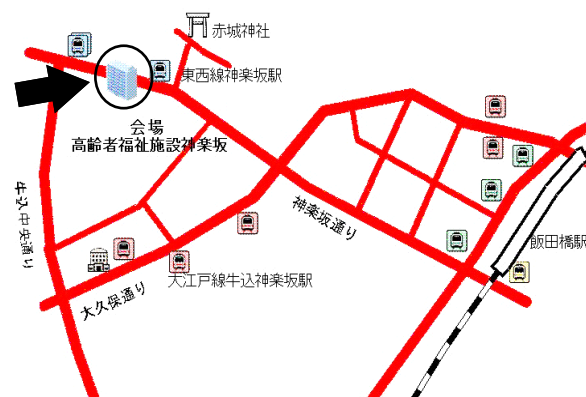 赤城神社
東西線神楽坂駅
会場
高齢者福祉施設神楽坂
牛込中央通り
神楽坂通り
飯田橋駅
大江戸線牛込神楽坂駅
大久保通り